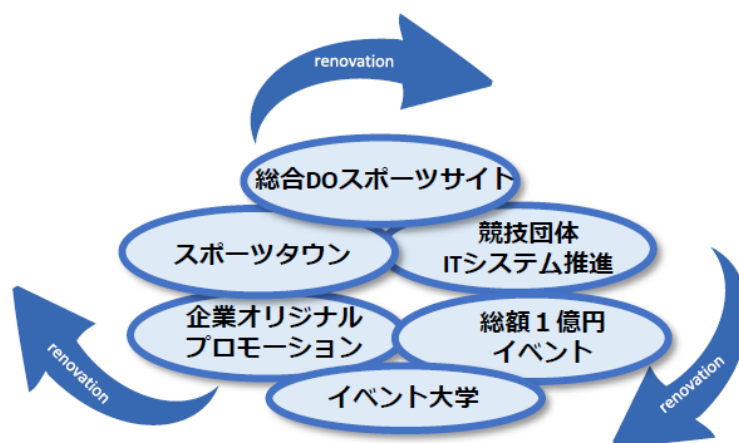 renovation
総合DOスポーツサイト
スポーツタウン
競技団体
ITシステム推進
企業オリジナル
プロモーション
総額１億円
イベント
イベント大学
renovation
renovation